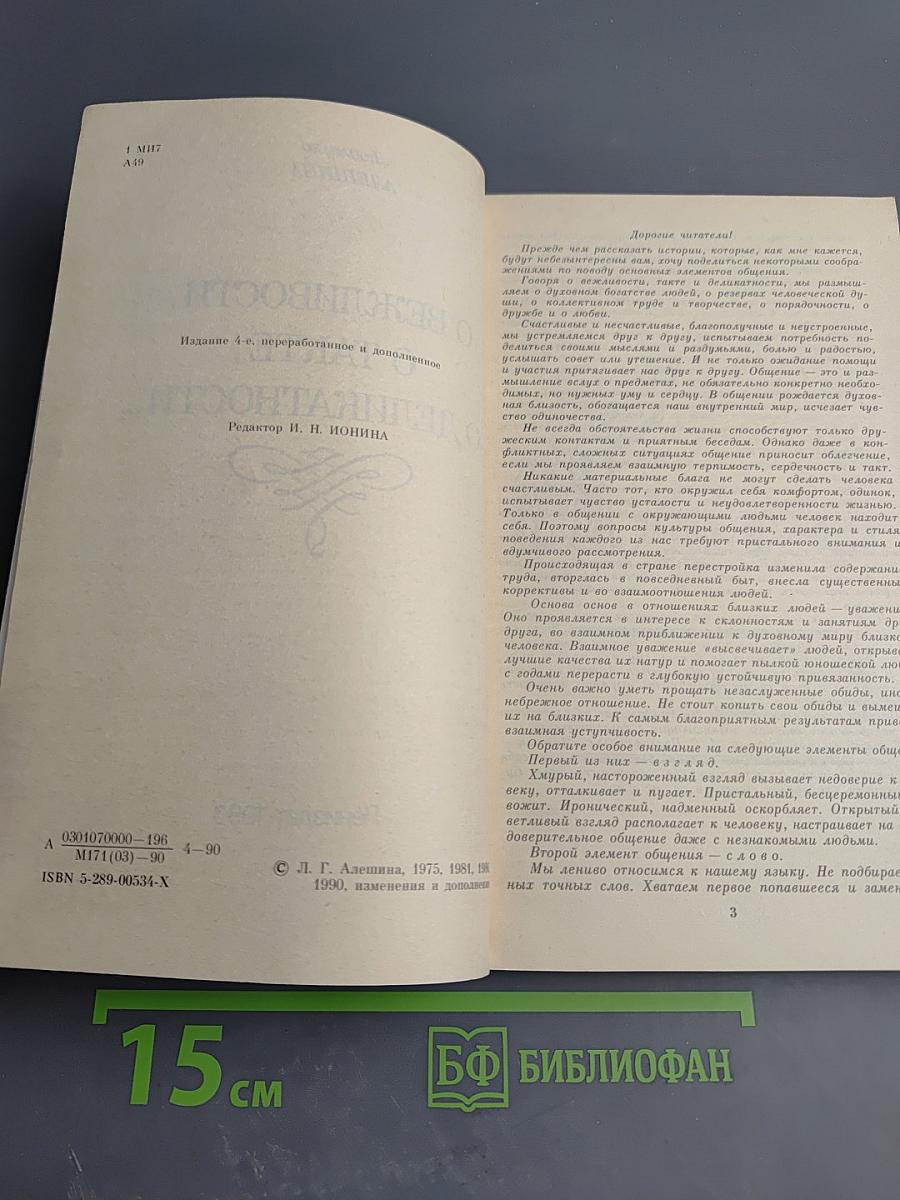 1 МИ7
А49
Издание 4-е, переработанное и дополненное
Редактор И. Н. ИОНИНА
А 0301070000—196
М171(03)—90
4—90
ISBN 5-289-00534-X
© Л. Г. Алешина, 1975, 1981,
1990, изменения и дополнен
Дорогие читатели!
Прежде чем рассказать истории, которые, как мне кажется,
будут небезынтересны вам, хочу поделиться некоторыми сообра-
жениями по поводу основных элементов общения.
Говоря о вежливости, такте и деликатности, мы размыш-
ляем о духовном богатстве людей, о резервах человеческой ду-
ши, о коллективном труде и творчестве, о порядочности, о
дружбе и о любви.
Счастливые и несчастливые, благополучные и неустроенные,
мы устремляемся друг к другу, испытываем потребность по-
делиться своими мыслями и раздумьями, болью и радостью,
услышать совет или утешение. И не только ожидание помощи
и участия притягивает нас друг к другу. Общение — это и раз-
мышление вслух о предметах, не обязательно конкретно необхо-
димых, но нужных уму и сердцу. В общении рождается духов-
ная близость, обогащается наш внутренний мир, исчезает чув-
ство одиночества.
Не всегда обстоятельства жизни способствуют только дру-
жеским контактам и приятным беседам. Однако даже в кон-
фликтных, сложных ситуациях общение приносит облегчение,
если мы проявляем взаимную терпимость, сердечность и такт.
Никакие материальные блага не могут сделать человека
счастливым. Часто тот, кто окружил себя комфортом, одинок,
испытывает чувство усталости и неудовлетворенности жизнью.
Только в общении с окружающими людьми человек находит
себя. Поэтому вопросы культуры общения, характера и стиля
поведения каждого из нас требуют пристального внимания и
вдумчивого рассмотрения.
Происходящая в стране перестройка изменила содержани
труда, вторглась в повседневный быт, внесла существенны
коррективы и во взаимоотношения людей.
Основа основ в отношениях близких людей — уважени
Оно проявляется в интересе к склонностям и занятиям др
друга, во взаимном приближении к духовному миру близко
человека. Взаимное уважение «высвечивает» людей, открыва
лучшие качества их натур и помогает пылкой юношеской люб
с годами перерасти в глубокую устойчивую привязанность.
Очень важно уметь прощать незаслуженные обиды, ино
небрежное отношение. Не стоит копить свои обиды и вымещ
их на близких. К самым благоприятным результатам приво
взаимная уступчивость.
Обратите особое внимание на следующие элементы обще
Первый из них — взгляд.
Хмурый, настороженный взгляд вызывает недоверие к
веку, отталкивает и пугает. Пристальный, бесцеремонный
вожит. Иронический, надменный оскорбляет. Открытый
ветливый взгляд располагает к человеку, настраивает на
доверительное общение даже с незнакомыми людьми.
Второй элемент общения — слово.
Мы лениво относимся к нашему языку. Не подбирае
ных точных слов. Хватаем первое попавшееся и замен
3
15 см
БФ БИБЛИОФАН